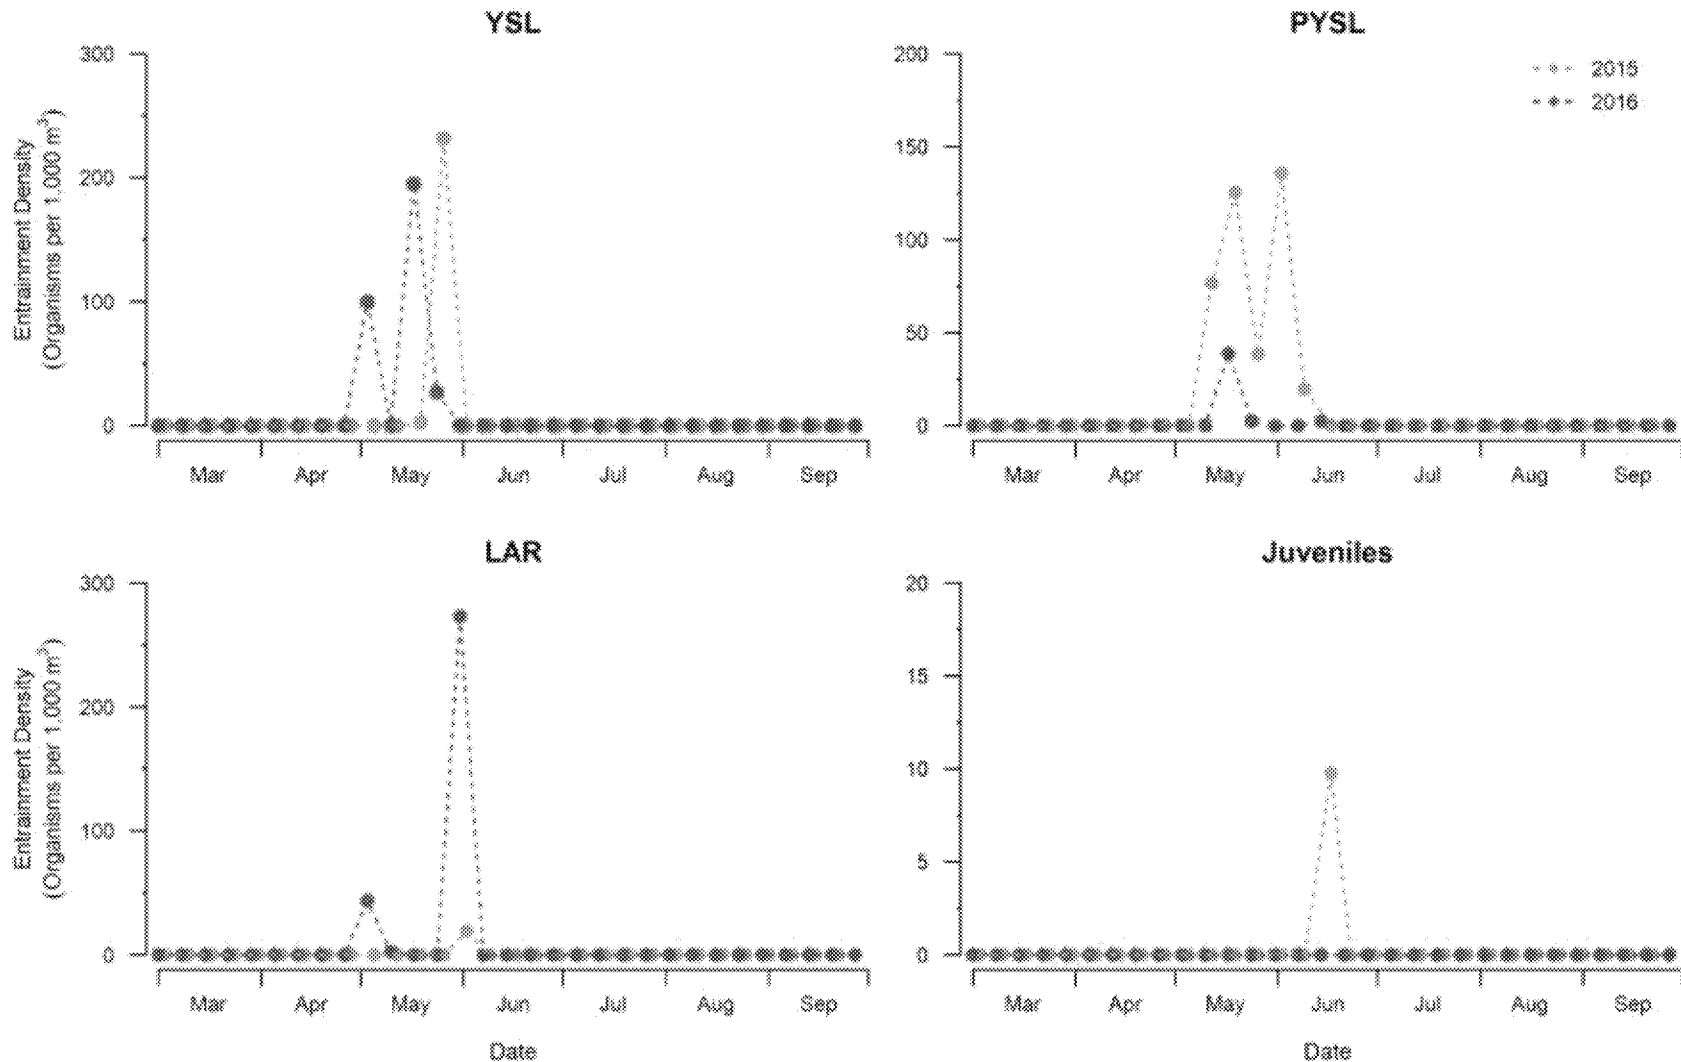 YSL
300
200
100
0
Entrainment Density
(Organisms per 1,000 m³)
Mar Apr May Jun Jul Aug Sep
PYSL
200
150
100
50
0
2015
2016
Mar Apr May Jun Jul Aug Sep
LAR
300
200
100
0
Entrainment Density
(Organisms per 1,000 m³)
Mar Apr May Jun Jul Aug Sep
Date
Juveniles
20
15
10
5
0
Mar Apr May Jun Jul Aug Sep
Date